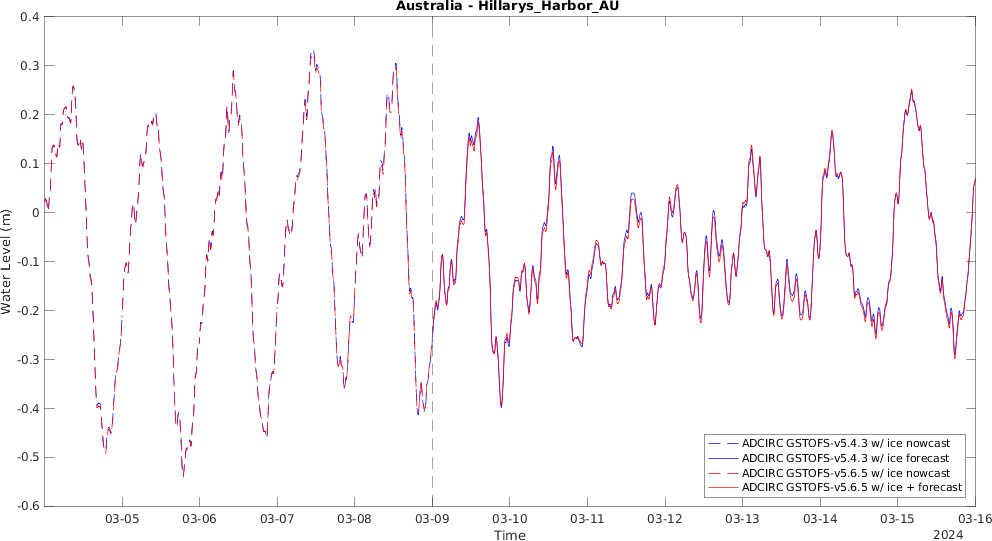 Australia - Hillarys_Harbor_AU
0.4
0.3
0.2
0.1
0
-0.1
-0.2
-0.3
-0.4
-0.5
-0.6
Water Level (m)
ADCIRC GSTOFS-v5.4.3 w/ ice nowcast
ADCIRC GSTOFS-v5.4.3 w/ ice forecast
ADCIRC GSTOFS-v5.6.5 w/ ice nowcast
ADCIRC GSTOFS-v5.6.5 w/ ice + forecast
03-05 03-06 03-07 03-08 03-09 03-10 03-11 03-12 03-13 03-14 03-15 03-16
Time
2024